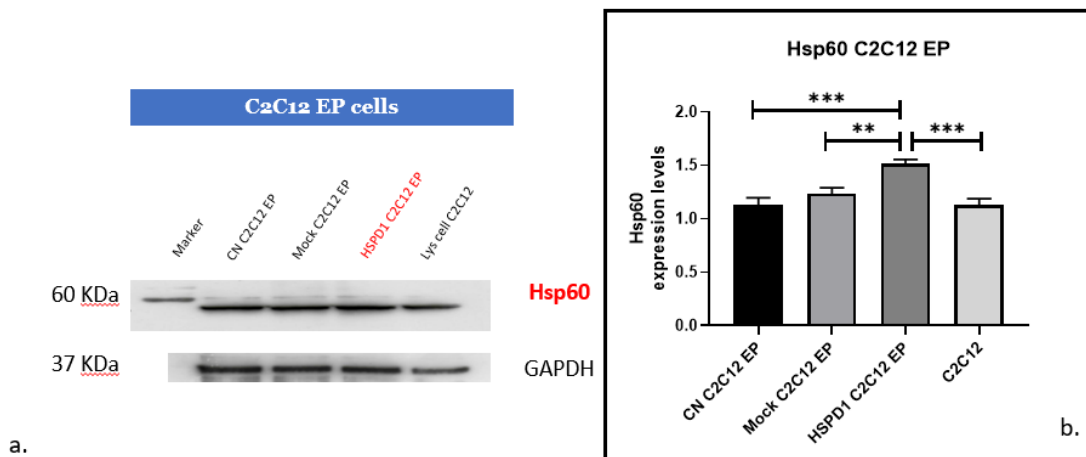 C2C12 EP cells
Marker
CN C2C12 EP
Mock C2C12 EP
HSPD1 C2C12 EP
Lys cell C2C12
60 KDa
Hsp60
37 KDa
GAPDH
a.
Hsp60 C2C12 EP
***
** ***
Hsp60
expression levels
2.0
1.5
1.0
0.5
0.0
CN C2C12 EP
Mock C2C12 EP
HSPD1 C2C12 EP
C2C12
b.